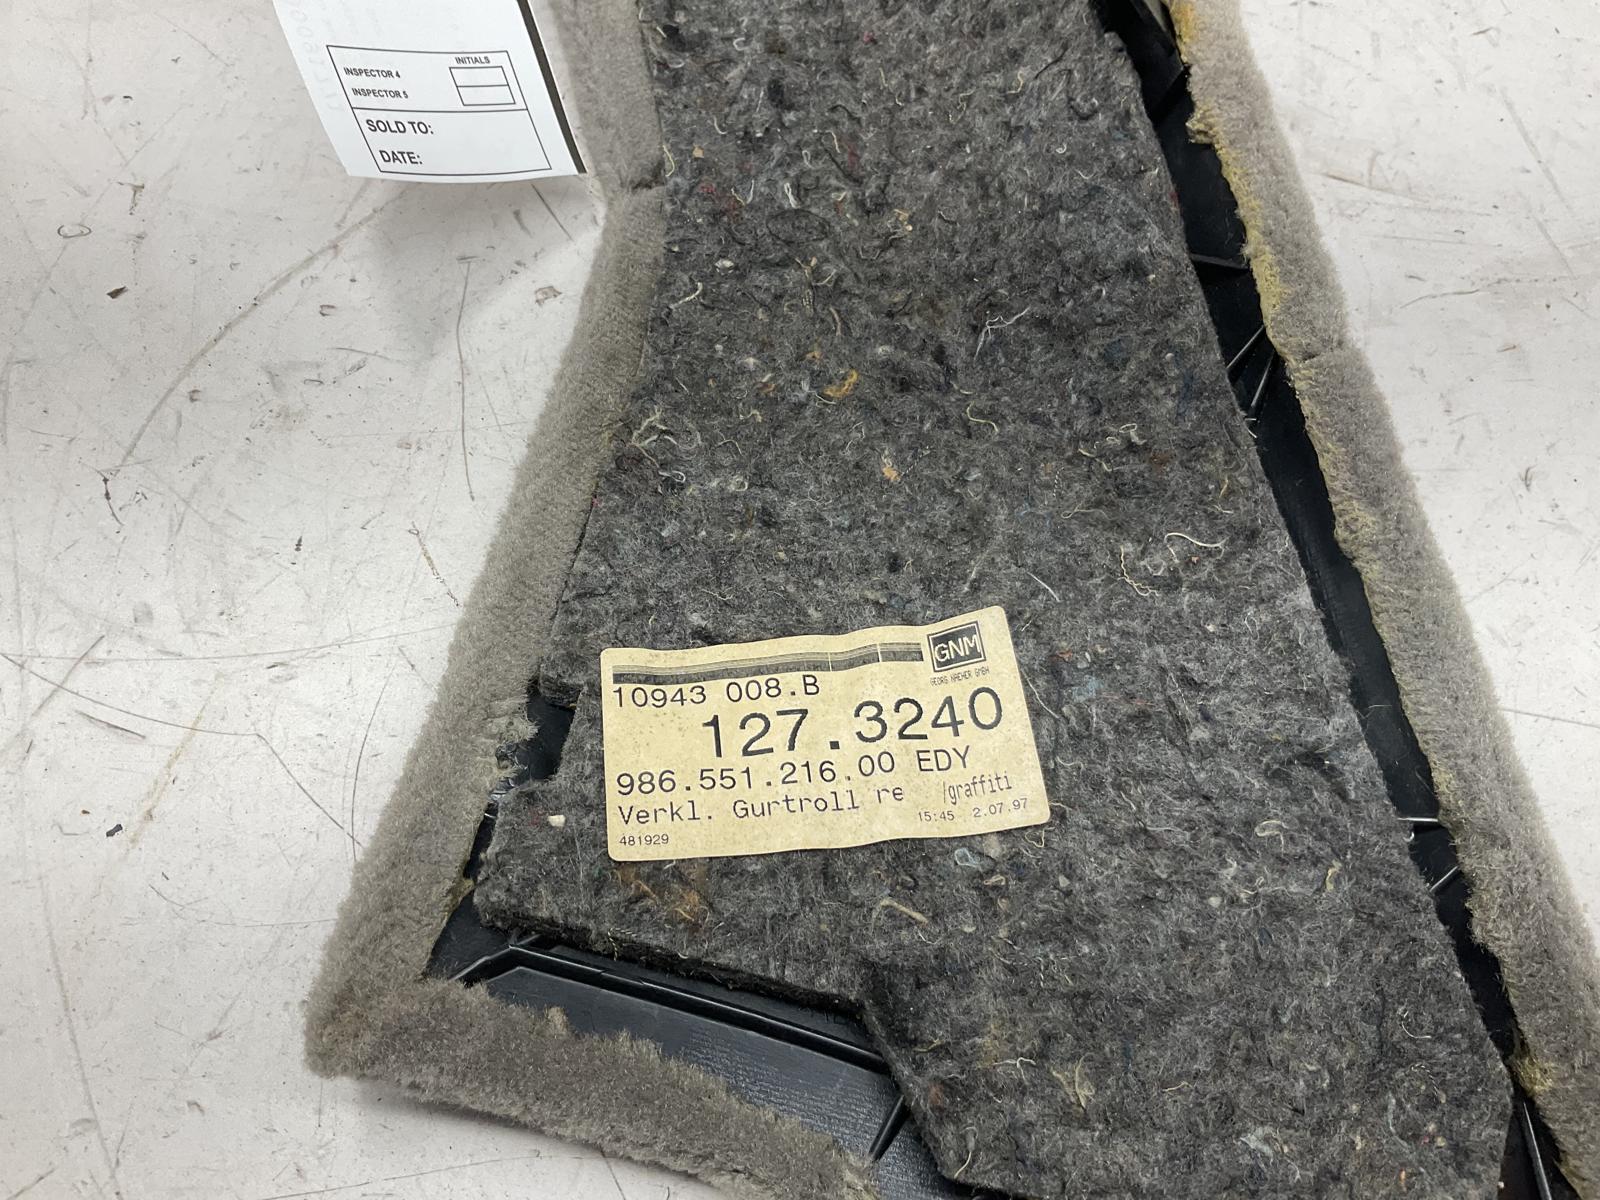 INITIALS
INSPECTOR 4
INSPECTOR 5
SOLD TO:
DATE:
GNM
GEORG NAEHER GMBH
10943 008.B
127.3240
986.551.216.00 EDY
Verkl. Gurtroll re /graffiti
481929 15:45 2.07.97